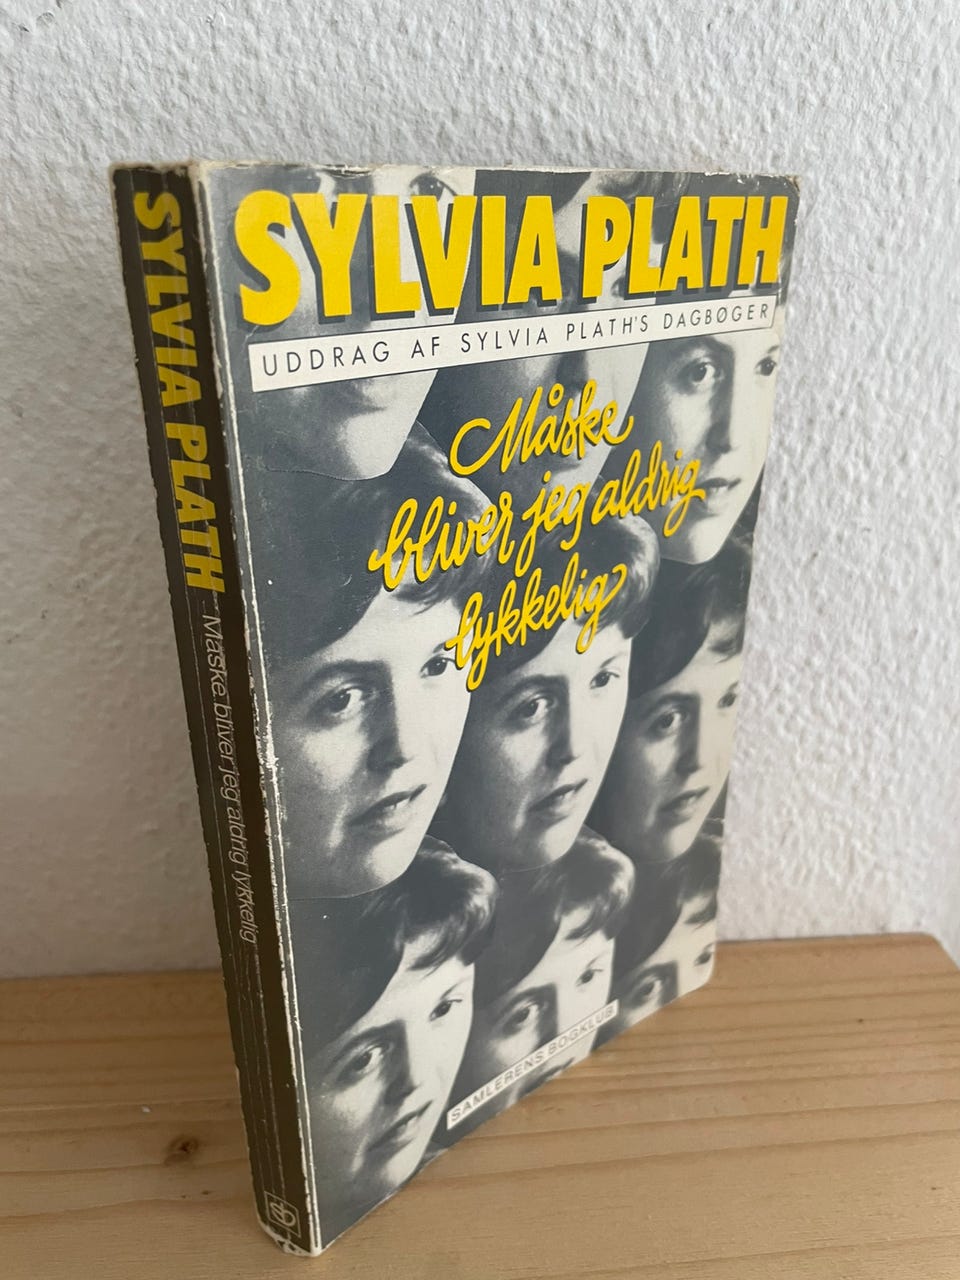 SYLVIA PLATH
UDDRAG AF SYLVIA PLATH'S DAGBØGER
Måske
bliver jeg aldrig
lykkelig
SAMLERENS BOGKLUB
SYLVIA PLATH Måske bliver jeg aldrig lykkelig